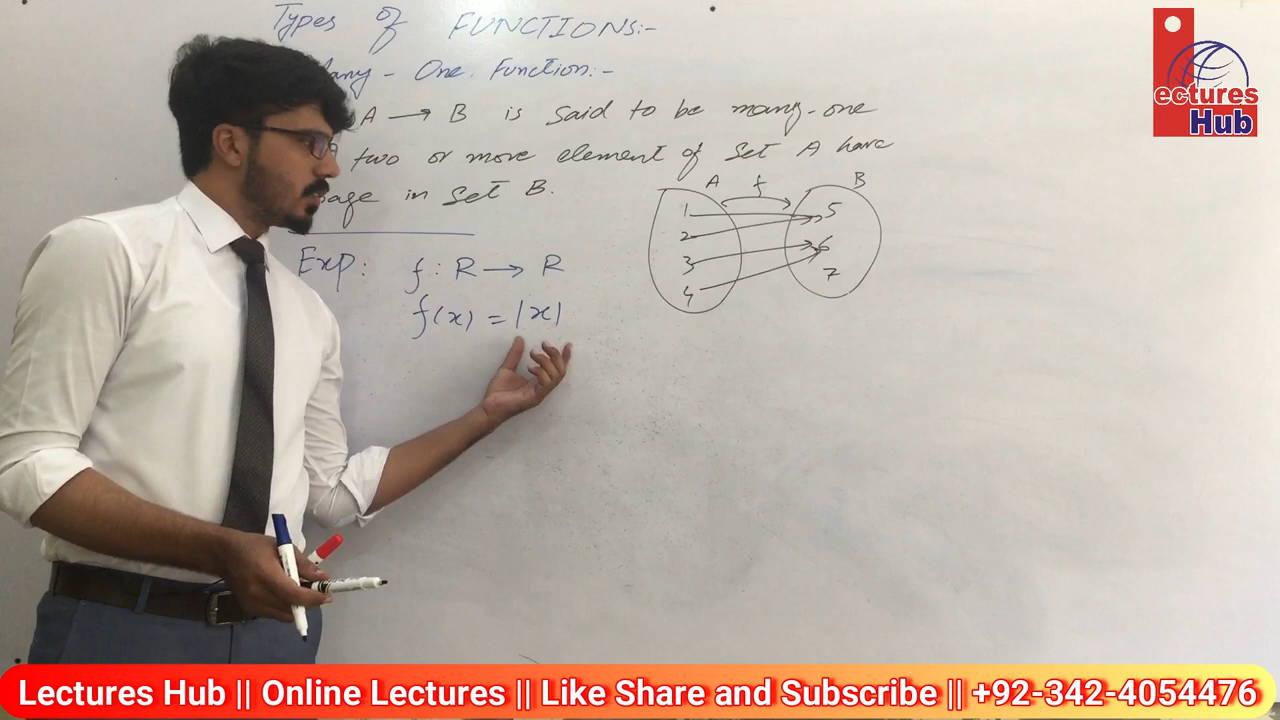 Types of FUNCTIONS:-
Many - One Function:-
A → B is said to be many-one
two or more element of Set A have
in Set B.
A f B
1 5
2
3 6
4 7
Exp: f : R → R
f(x) = |x|
Lectures
Hub
Lectures Hub || Online Lectures || Like Share and Subscribe || +92-342-4054476